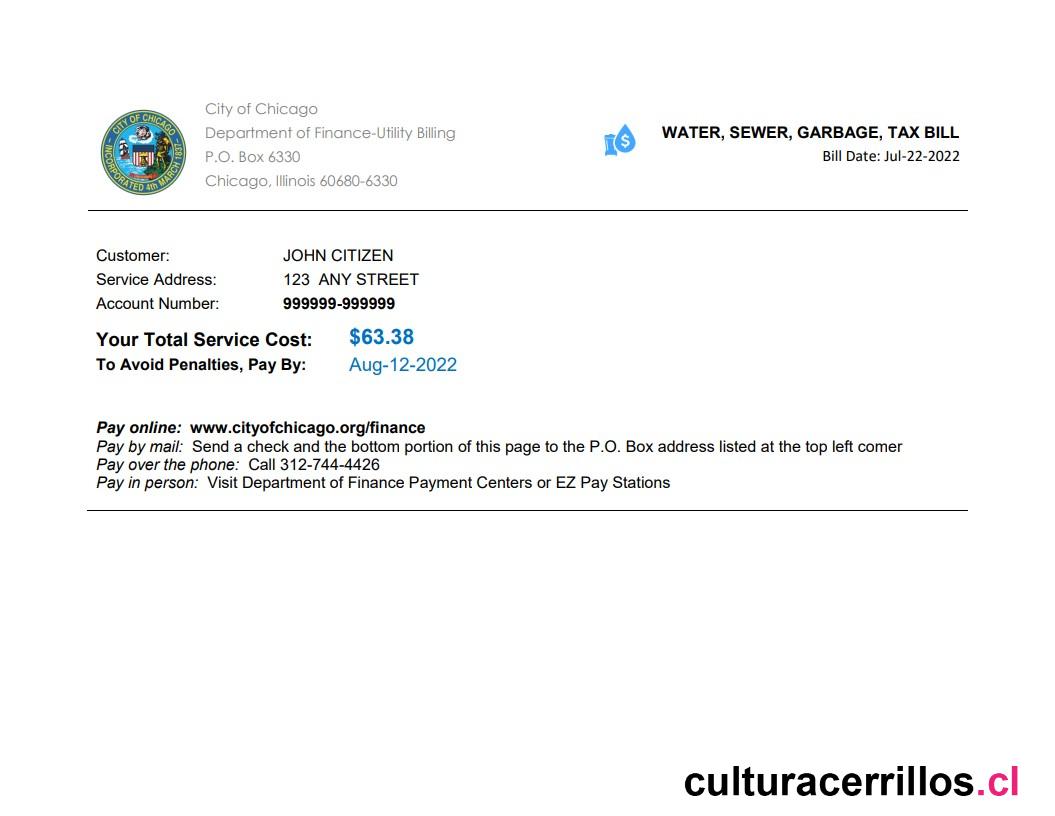 City of Chicago
Department of Finance-Utility Billing
P.O. Box 6330
Chicago, Illinois 60680-6330
CITY OF CHICAGO
INCORPORATED 4th MARCH 1837
WATER, SEWER, GARBAGE, TAX BILL
Bill Date: Jul-22-2022
Customer: JOHN CITIZEN
Service Address: 123 ANY STREET
Account Number: 999999-999999
Your Total Service Cost: $63.38
To Avoid Penalties, Pay By: Aug-12-2022
Pay online: www.cityofchicago.org/finance
Pay by mail: Send a check and the bottom portion of this page to the P.O. Box address listed at the top left comer
Pay over the phone: Call 312-744-4426
Pay in person: Visit Department of Finance Payment Centers or EZ Pay Stations
culturacerrillos.cl